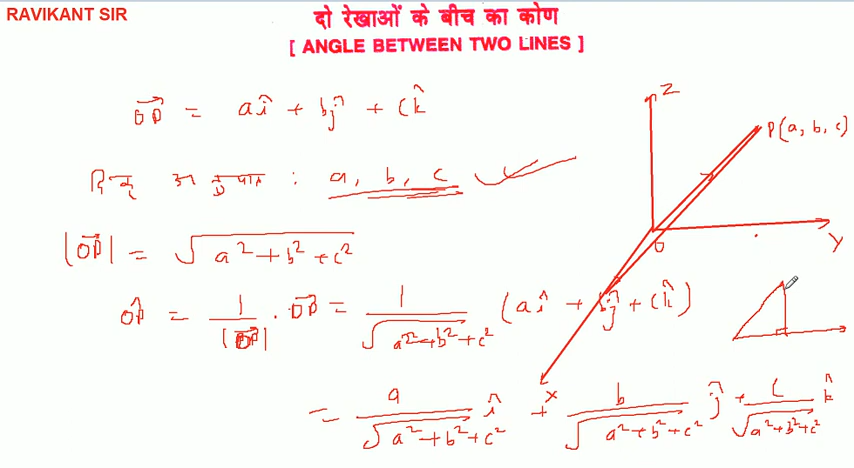 RAVIKANT SIR
दो रेखाओं के बीच का कोण
[ ANGLE BETWEEN TWO LINES ]
Z
OP⃗ = aî + bĵ + ck̂
P(a, b, c)
दिक् अनुपात : a, b, c
O
Y
|OP⃗| = √(a² + b² + c²)
OP̂ = 1/|OP⃗| . OP⃗ = 1/√(a²+b²+c²) (aî + bĵ + ck̂)
X
= a/√(a²+b²+c²) î + b/√(a²+b²+c²) ĵ + c/√(a²+b²+c²) k̂